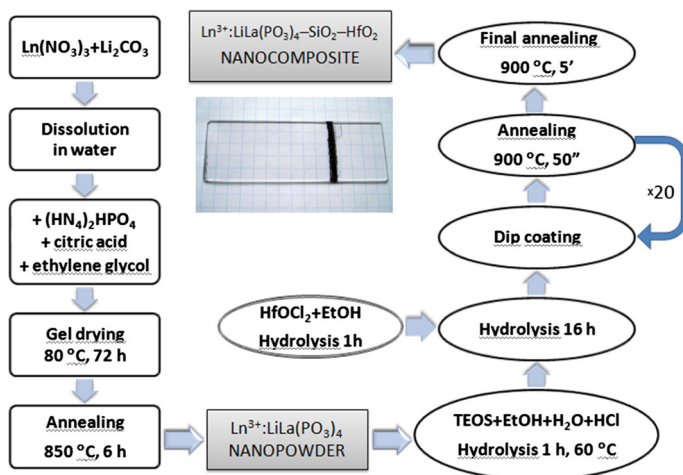 Ln(NO₃)₃+Li₂CO₃
Dissolution
in water
+ (HN₄)₂HPO₄
+ citric acid
+ ethylene glycol
Gel drying
80 °C, 72 h
Annealing
850 °C, 6 h
Ln³⁺:LiLa(PO₃)₄
NANOPOWDER
TEOS+EtOH+H₂O+HCl
Hydrolysis 1 h, 60 °C
HfOCl₂+EtOH
Hydrolysis 1h
Hydrolysis 16 h
Dip coating
x20
Annealing
900 °C, 50”
Final annealing
900 °C, 5’
Ln³⁺:LiLa(PO₃)₄–SiO₂–HfO₂
NANOCOMPOSITE